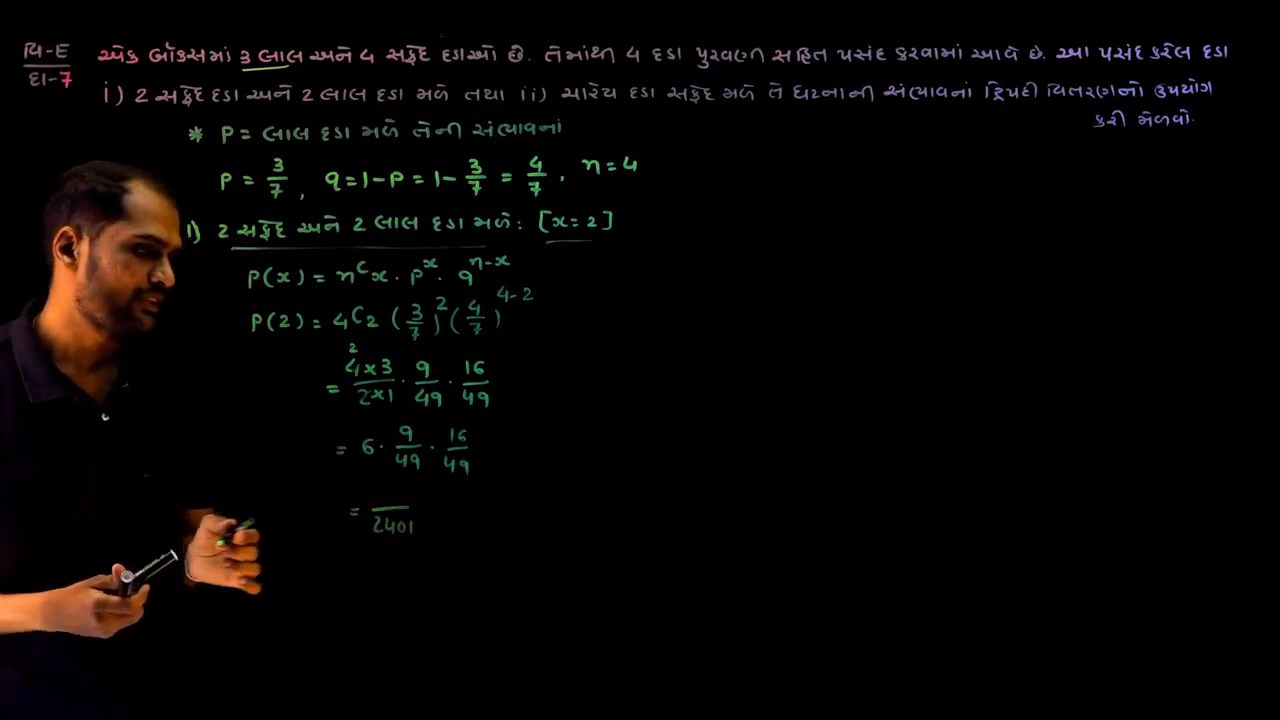 વિ-E
દા-7
એક બૉક્સમાં 3 લાલ અને 4 સફેદ દડાઓ છે. તેમાંથી 4 દડા પુરવણી સહિત પસંદ કરવામાં આવે છે. આ પસંદ કરેલ દડા
i) 2 સફેદ દડા અને 2 લાલ દડા મળે તથા ii) ચારેય દડા સફેદ મળે તે ઘટનાની સંભાવનાં દ્વિપદી વિતરણનો ઉપયોગ
કરી મેળવો.
* P = લાલ દડા મળે તેની સંભાવનાં
P = 3/7 , q = 1 - P = 1 - 3/7 = 4/7 , n = 4
1) 2 સફેદ અને 2 લાલ દડા મળે : [x = 2]
P(x) = nCx · P^x · q^(n-x)
P(2) = 4C2 (3/7)^2 (4/7)^(4-2)
2
= 4×3/2×1 · 9/49 · 16/49
= 6 · 9/49 · 16/49
= /2401